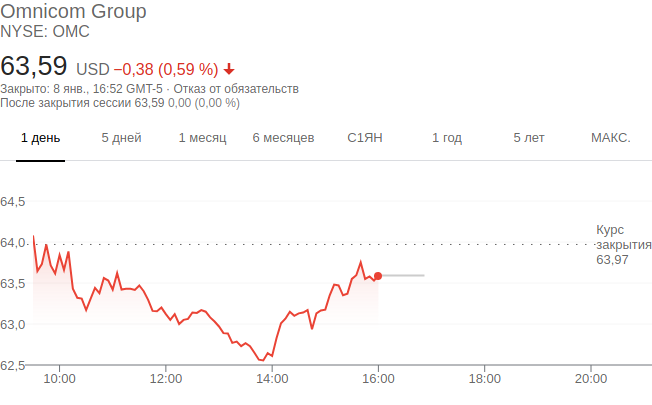 Omnicom Group
NYSE: OMC
63,59 USD −0,38 (0,59 %)
Закрыто: 8 янв., 16:52 GMT-5 · Отказ от обязательств
После закрытия сессии 63,59 0,00 (0,00 %)
1 день 5 дней 1 месяц 6 месяцев С1ЯН 1 год 5 лет МАКС.
64,5
64,0
63,5
63,0
62,5
Курс
закрытия
63,97
10:00 12:00 14:00 16:00 18:00 20:00